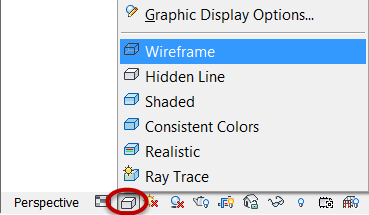 Graphic Display Options...
Wireframe
Hidden Line
Shaded
Consistent Colors
Realistic
Ray Trace
Perspective